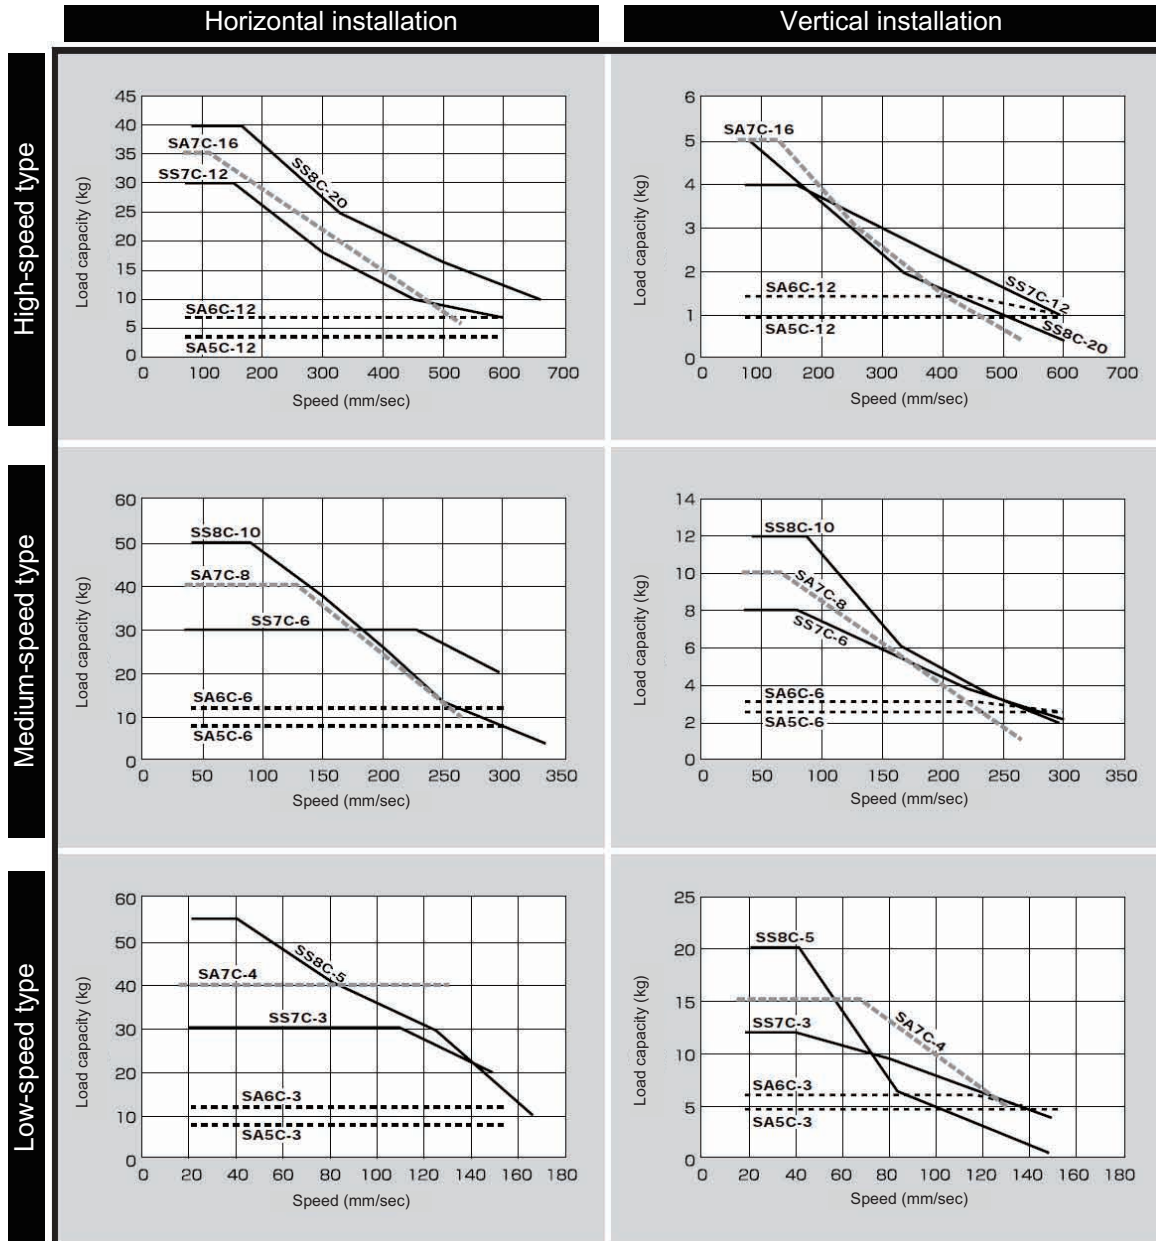 Horizontal installation
Vertical installation
High-speed type
45
40
35
30
25
20
15
10
5
0
Load capacity (kg)
SA7C-16
SS7C-12
SS8C-20
SA6C-12
SA5C-12
0 100 200 300 400 500 600 700
Speed (mm/sec)
6
5
4
3
2
1
0
Load capacity (kg)
SA7C-16
SA6C-12
SA5C-12
SS7C-12
SS8C-20
0 100 200 300 400 500 600 700
Speed (mm/sec)
Medium-speed type
60
50
40
30
20
10
0
Load capacity (kg)
SS8C-10
SA7C-8
SS7C-6
SA6C-6
SA5C-6
0 50 100 150 200 250 300 350
Speed (mm/sec)
14
12
10
8
6
4
2
0
Load capacity (kg)
SS8C-10
SA7C-8
SS7C-6
SA6C-6
SA5C-6
0 50 100 150 200 250 300 350
Speed (mm/sec)
Low-speed type
60
50
40
30
20
10
0
Load capacity (kg)
SS8C-5
SA7C-4
SS7C-3
SA6C-3
SA5C-3
0 20 40 60 80 100 120 140 160 180
Speed (mm/sec)
25
20
15
10
5
0
Load capacity (kg)
SS8C-5
SS7C-3
SA7C-4
SA6C-3
SA5C-3
0 20 40 60 80 100 120 140 160 180
Speed (mm/sec)